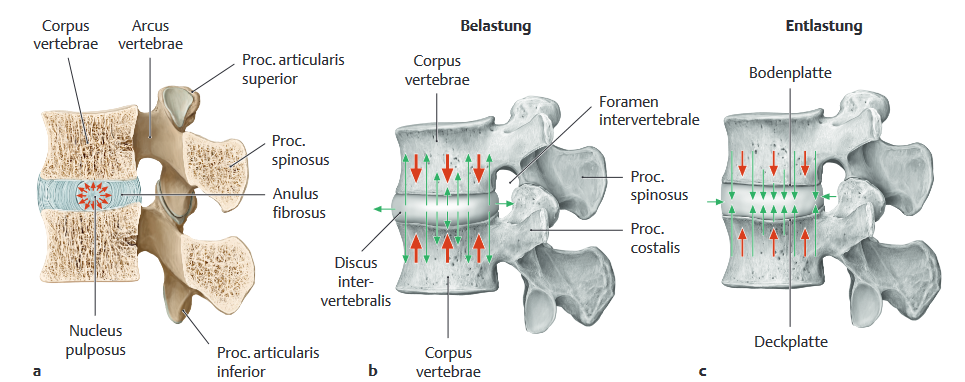 Corpus
vertebrae
Arcus
vertebrae
Proc. articularis
superior
Proc.
spinosus
Anulus
fibrosus
Nucleus
pulposus
Proc. articularis
inferior
a
Belastung
Corpus
vertebrae
Foramen
intervertebrale
Proc.
spinosus
Proc.
costalis
Discus
inter-
vertebralis
Corpus
vertebrae
b
Entlastung
Bodenplatte
Deckplatte
c